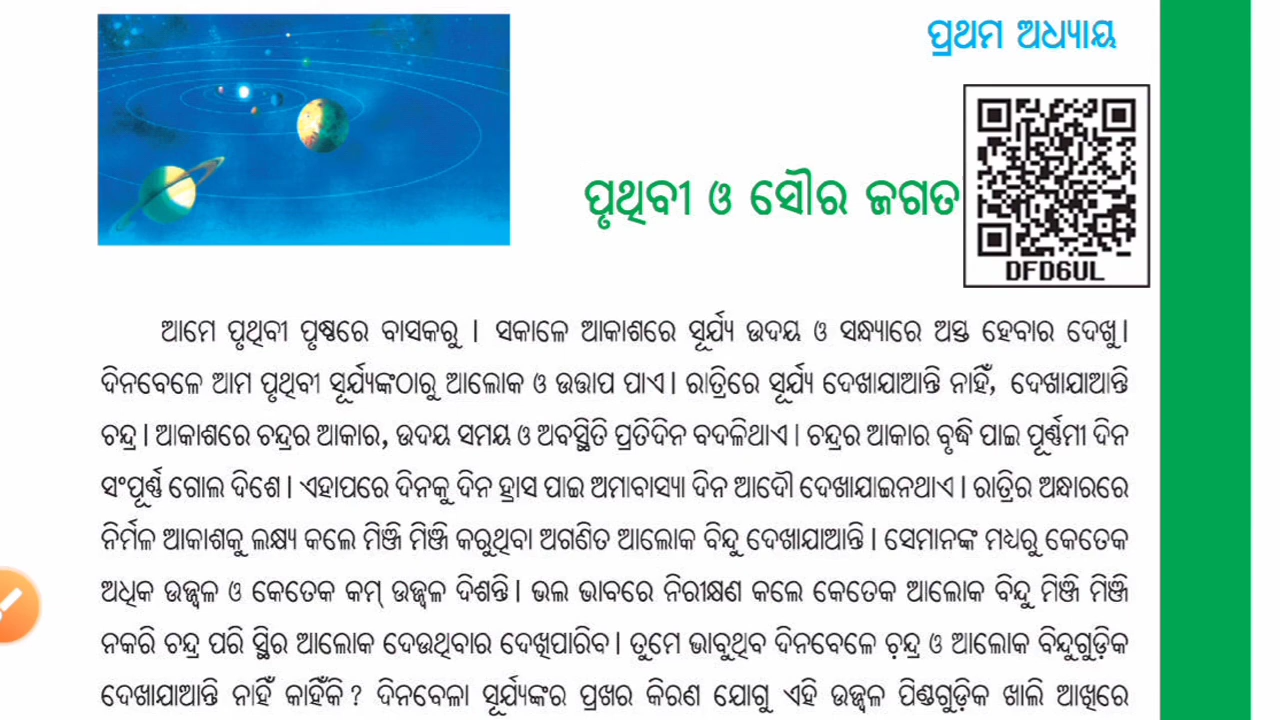 ପ୍ରଥମ ଅଧ୍ୟାୟ
ପୃଥିବୀ ଓ ସୌର ଜଗତ
DFD6UL
ଆମେ ପୃଥିବୀ ପୃଷ୍ଠରେ ବାସକରୁ । ସକାଳେ ଆକାଶରେ ସୂର୍ଯ୍ୟ ଉଦୟ ଓ ସନ୍ଧ୍ୟାରେ ଅସ୍ତ ହେବାର ଦେଖୁ ।
ଦିନବେଳେ ଆମ ପୃଥିବୀ ସୂର୍ଯ୍ୟଙ୍କଠାରୁ ଆଲୋକ ଓ ଉତ୍ତାପ ପାଏ । ରାତ୍ରିରେ ସୂର୍ଯ୍ୟ ଦେଖାଯାଆନ୍ତି ନାହିଁ, ଦେଖାଯାଆନ୍ତି
ଚନ୍ଦ୍ର । ଆକାଶରେ ଚନ୍ଦ୍ରର ଆକାର, ଉଦୟ ସମୟ ଓ ଅବସ୍ଥିତି ପ୍ରତିଦିନ ବଦଳିଥାଏ । ଚନ୍ଦ୍ରର ଆକାର ବୃଦ୍ଧି ପାଇ ପୂର୍ଣ୍ଣମୀ ଦିନ
ସଂପୂର୍ଣ୍ଣ ଗୋଲ ଦିଶେ । ଏହାପରେ ଦିନକୁ ଦିନ ହ୍ରାସ ପାଇ ଅମାବାସ୍ୟା ଦିନ ଆଦୌ ଦେଖାଯାଇନଥାଏ । ରାତ୍ରିର ଅନ୍ଧାରରେ
ନିର୍ମଳ ଆକାଶକୁ ଲକ୍ଷ୍ୟ କଲେ ମିଞ୍ଜି ମିଞ୍ଜି କରୁଥିବା ଅଗଣିତ ଆଲୋକ ବିନ୍ଦୁ ଦେଖାଯାଆନ୍ତି । ସେମାନଙ୍କ ମଧ୍ୟରୁ କେତେକ
ଅଧିକ ଉଜ୍ଜ୍ୱଳ ଓ କେତେକ କମ୍ ଉଜ୍ଜ୍ୱଳ ଦିଶନ୍ତି । ଭଲ ଭାବରେ ନିରୀକ୍ଷଣ କଲେ କେତେକ ଆଲୋକ ବିନ୍ଦୁ ମିଞ୍ଜି ମିଞ୍ଜି
ନକରି ଚନ୍ଦ୍ର ପରି ସ୍ଥିର ଆଲୋକ ଦେଉଥିବାର ଦେଖିପାରିବ । ତୁମେ ଭାବୁଥିବ ଦିନବେଳେ ଚ଼ନ୍ଦ୍ର ଓ ଆଲୋକ ବିନ୍ଦୁଗୁଡ଼ିକ
ଦେଖାଯାଆନ୍ତି ନାହିଁ କାହିଁକି ? ଦିନବେଳା ସୂର୍ଯ୍ୟଙ୍କର ପ୍ରଖର କିରଣ ଯୋଗୁ ଏହି ଉଜ୍ଜ୍ୱଳ ପିଣ୍ଡଗୁଡ଼ିକ ଖାଲି ଆଖିରେ